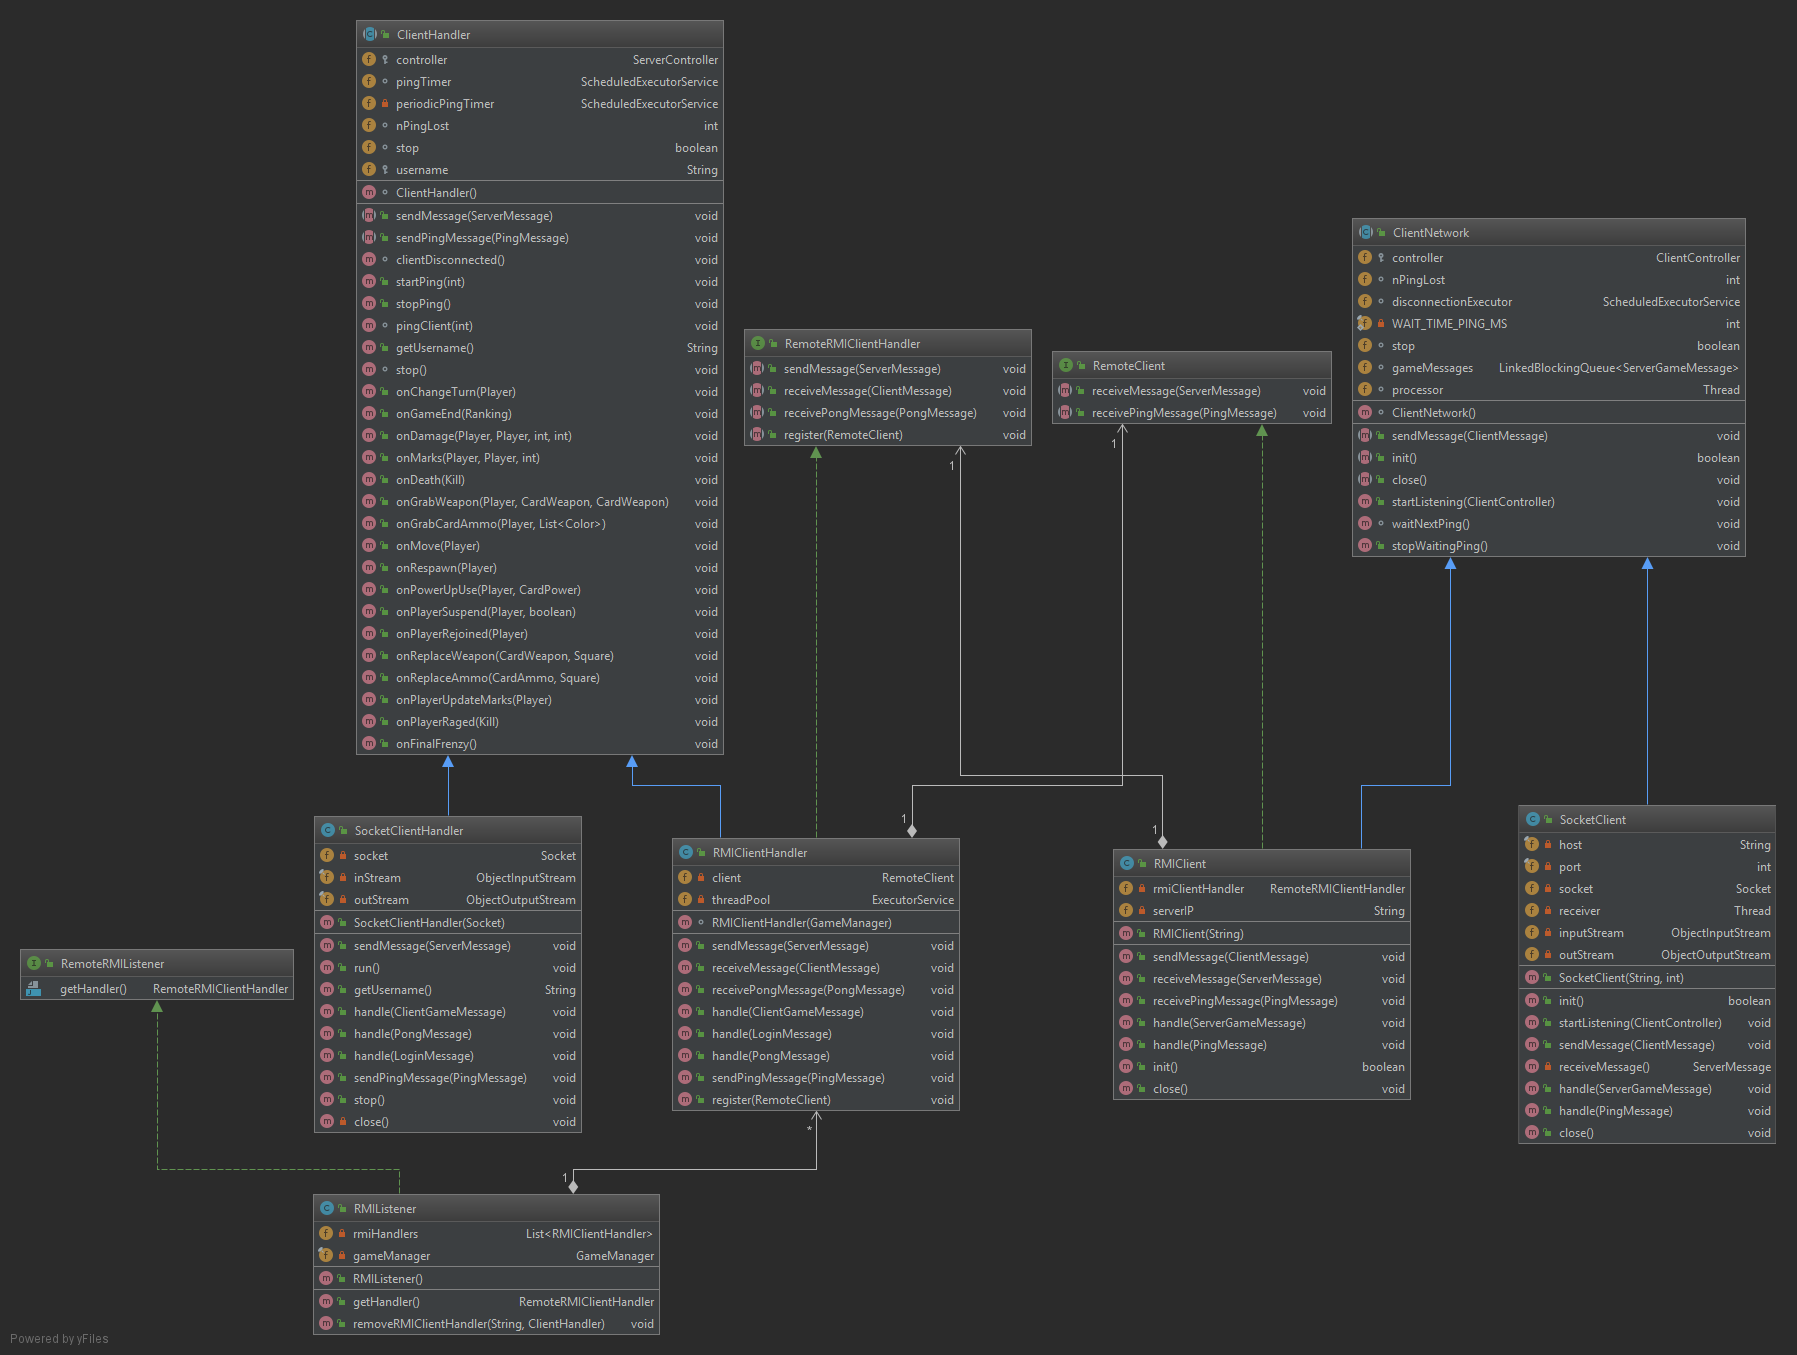 ClientHandler
controller ServerController
pingTimer ScheduledExecutorService
periodicPingTimer ScheduledExecutorService
nPingLost int
stop boolean
username String
ClientHandler()
sendMessage(ServerMessage) void
sendPingMessage(PingMessage) void
clientDisconnected() void
startPing(int) void
stopPing() void
pingClient(int) void
getUsername() String
stop() void
onChangeTurn(Player) void
onGameEnd(Ranking) void
onDamage(Player, Player, int, int) void
onMarks(Player, Player, int) void
onDeath(Kill) void
onGrabWeapon(Player, CardWeapon, CardWeapon) void
onGrabCardAmmo(Player, List<Color>) void
onMove(Player) void
onRespawn(Player) void
onPowerUpUse(Player, CardPower) void
onPlayerSuspend(Player, boolean) void
onPlayerRejoined(Player) void
onReplaceWeapon(CardWeapon, Square) void
onReplaceAmmo(CardAmmo, Square) void
onPlayerUpdateMarks(Player) void
onPlayerRaged(Kill) void
onFinalFrenzy() void
RemoteRMIClientHandler
sendMessage(ServerMessage) void
receiveMessage(ClientMessage) void
receivePongMessage(PongMessage) void
register(RemoteClient) void
1
RemoteClient
receiveMessage(ServerMessage) void
receivePingMessage(PingMessage) void
1
ClientNetwork
controller ClientController
nPingLost int
disconnectionExecutor ScheduledExecutorService
WAIT_TIME_PING_MS int
stop boolean
gameMessages LinkedBlockingQueue<ServerGameMessage>
processor Thread
ClientNetwork()
sendMessage(ClientMessage) void
init() boolean
close() void
startListening(ClientController) void
waitNextPing() void
stopWaitingPing() void
SocketClientHandler
socket Socket
inStream ObjectInputStream
outStream ObjectOutputStream
SocketClientHandler(Socket)
sendMessage(ServerMessage) void
run() void
getUsername() String
handle(ClientGameMessage) void
handle(PongMessage) void
handle(LoginMessage) void
sendPingMessage(PingMessage) void
stop() void
close() void
1
RMIClientHandler
client RemoteClient
threadPool ExecutorService
RMIClientHandler(GameManager)
sendMessage(ServerMessage) void
receiveMessage(ClientMessage) void
receivePongMessage(PongMessage) void
handle(ClientGameMessage) void
handle(LoginMessage) void
handle(PongMessage) void
sendPingMessage(PingMessage) void
register(RemoteClient) void
*
1
RMIClient
rmiClientHandler RemoteRMIClientHandler
serverIP String
RMIClient(String)
sendMessage(ClientMessage) void
receiveMessage(ServerMessage) void
receivePingMessage(PingMessage) void
handle(ServerGameMessage) void
handle(PingMessage) void
init() boolean
close() void
SocketClient
host String
port int
socket Socket
receiver Thread
inputStream ObjectInputStream
outStream ObjectOutputStream
SocketClient(String, int)
init() boolean
startListening(ClientController) void
sendMessage(ClientMessage) void
receiveMessage() ServerMessage
handle(ServerGameMessage) void
handle(PingMessage) void
close() void
RemoteRMIListener
getHandler() RemoteRMIClientHandler
1
RMIListener
rmiHandlers List<RMIClientHandler>
gameManager GameManager
RMIListener()
getHandler() RemoteRMIClientHandler
removeRMIClientHandler(String, ClientHandler) void
Powered by yFiles